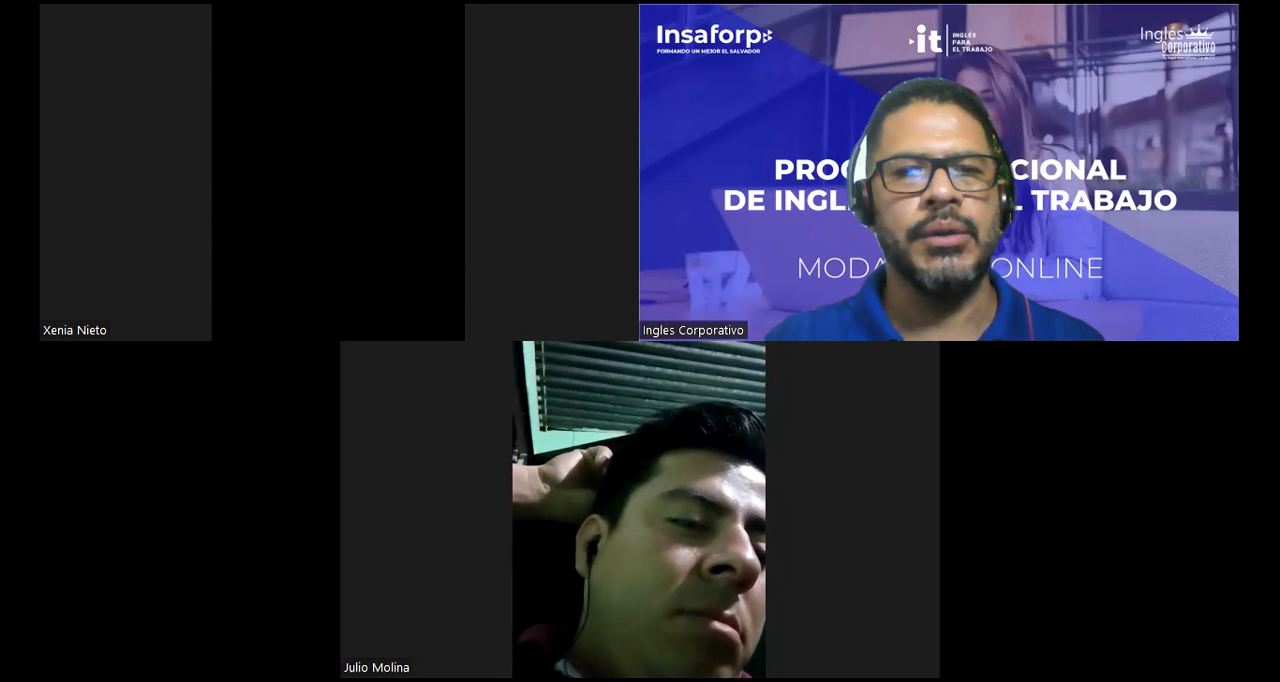 Insaforp
FORMANDO UN MEJOR EL SALVADOR
it
INGLÉS
PARA
EL TRABAJO
Inglés
Corporativo
PROG CIONAL
DE INGL L TRABAJO
MODA ONLINE
Xenia Nieto
Ingles Corporativo
Julio Molina